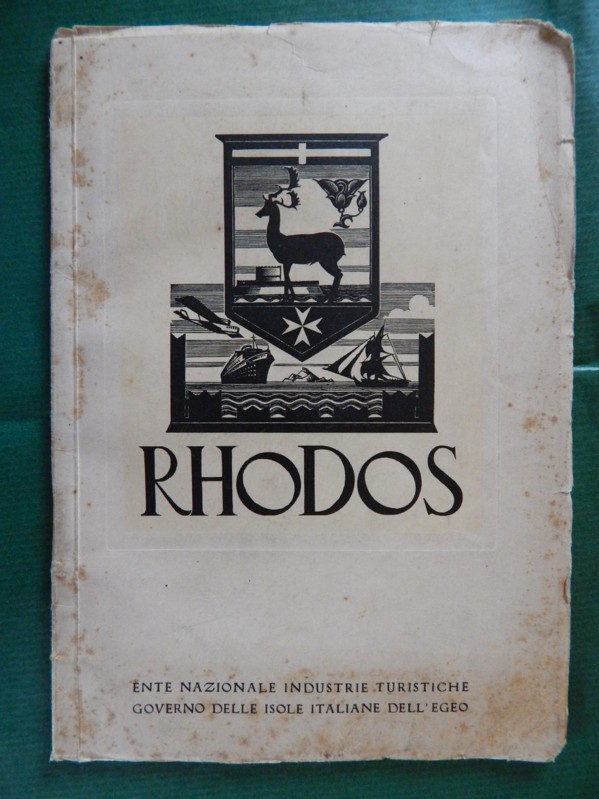 RHODOS
ENTE NAZIONALE INDUSTRIE TURISTICHE
GOVERNO DELLE ISOLE ITALIANE DELL'EGEO